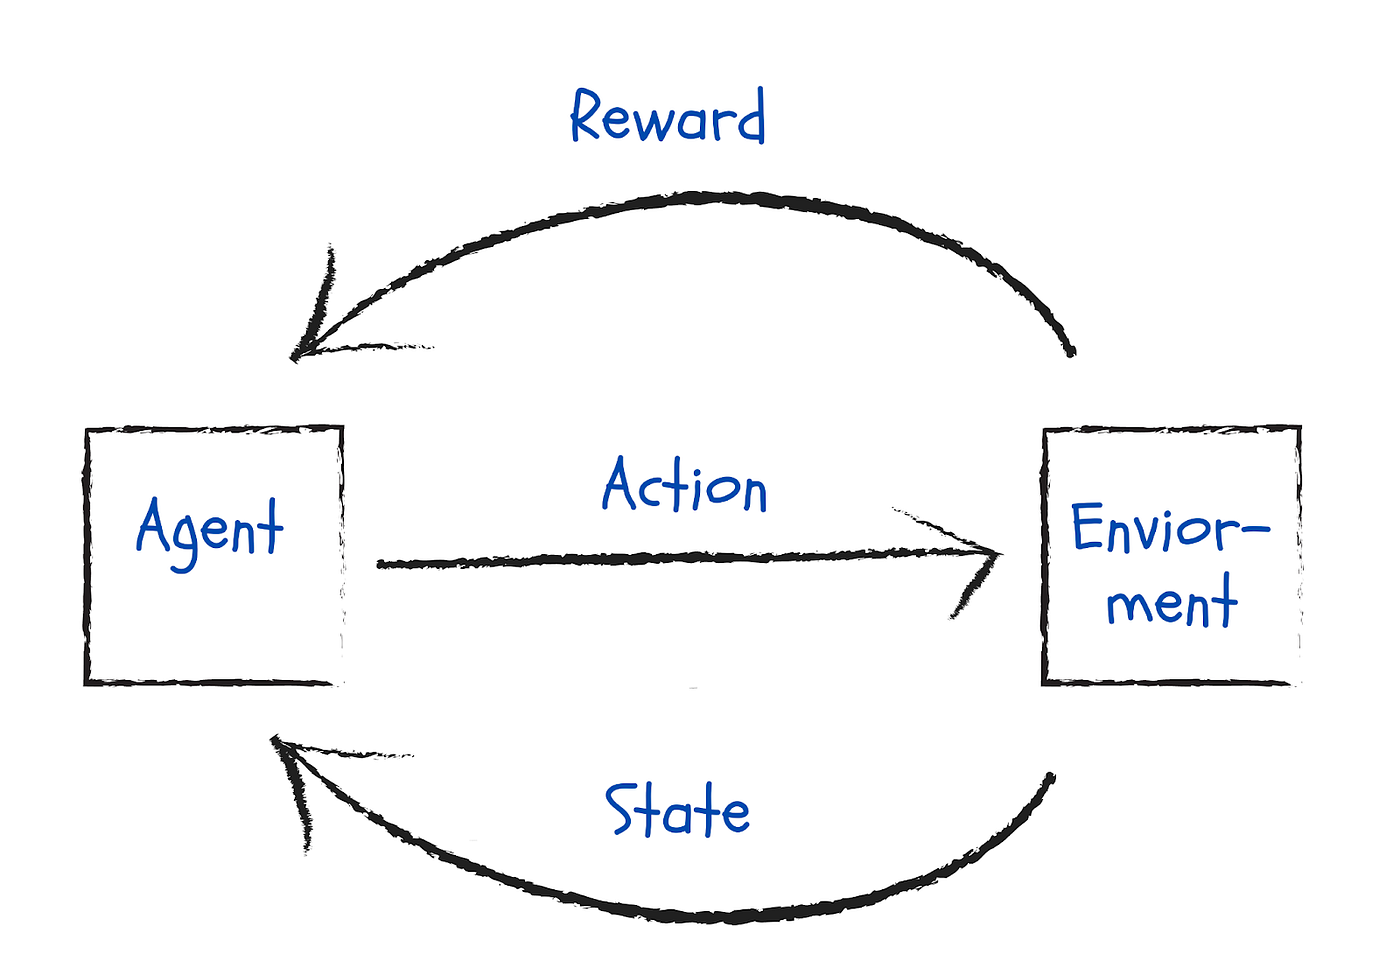 Reward
Action
Agent
Envior-
ment
State